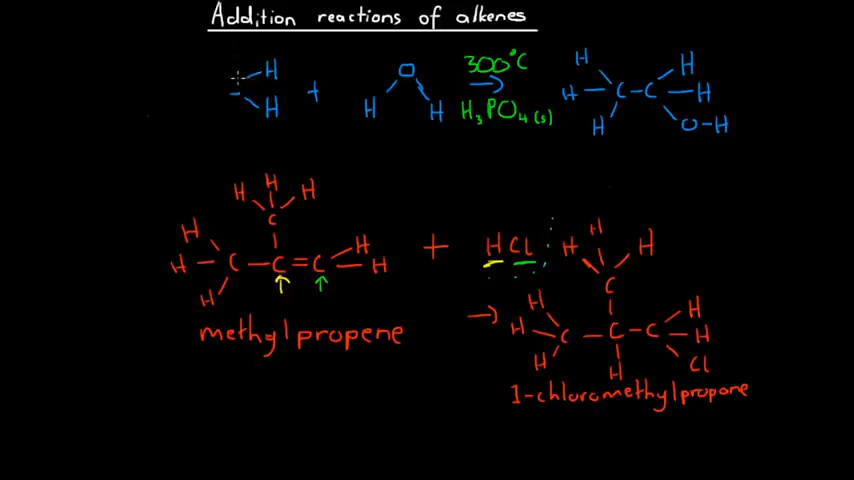 Addition reactions of alkenes
H H + H O H 300°C → H₃PO₄(s) H H H C - C H H O - H
H H H C H H H C - C = C H H + H Cl
methylpropene
→ H H H C H H H C - C - C H H Cl H
1-chloromethylpropane